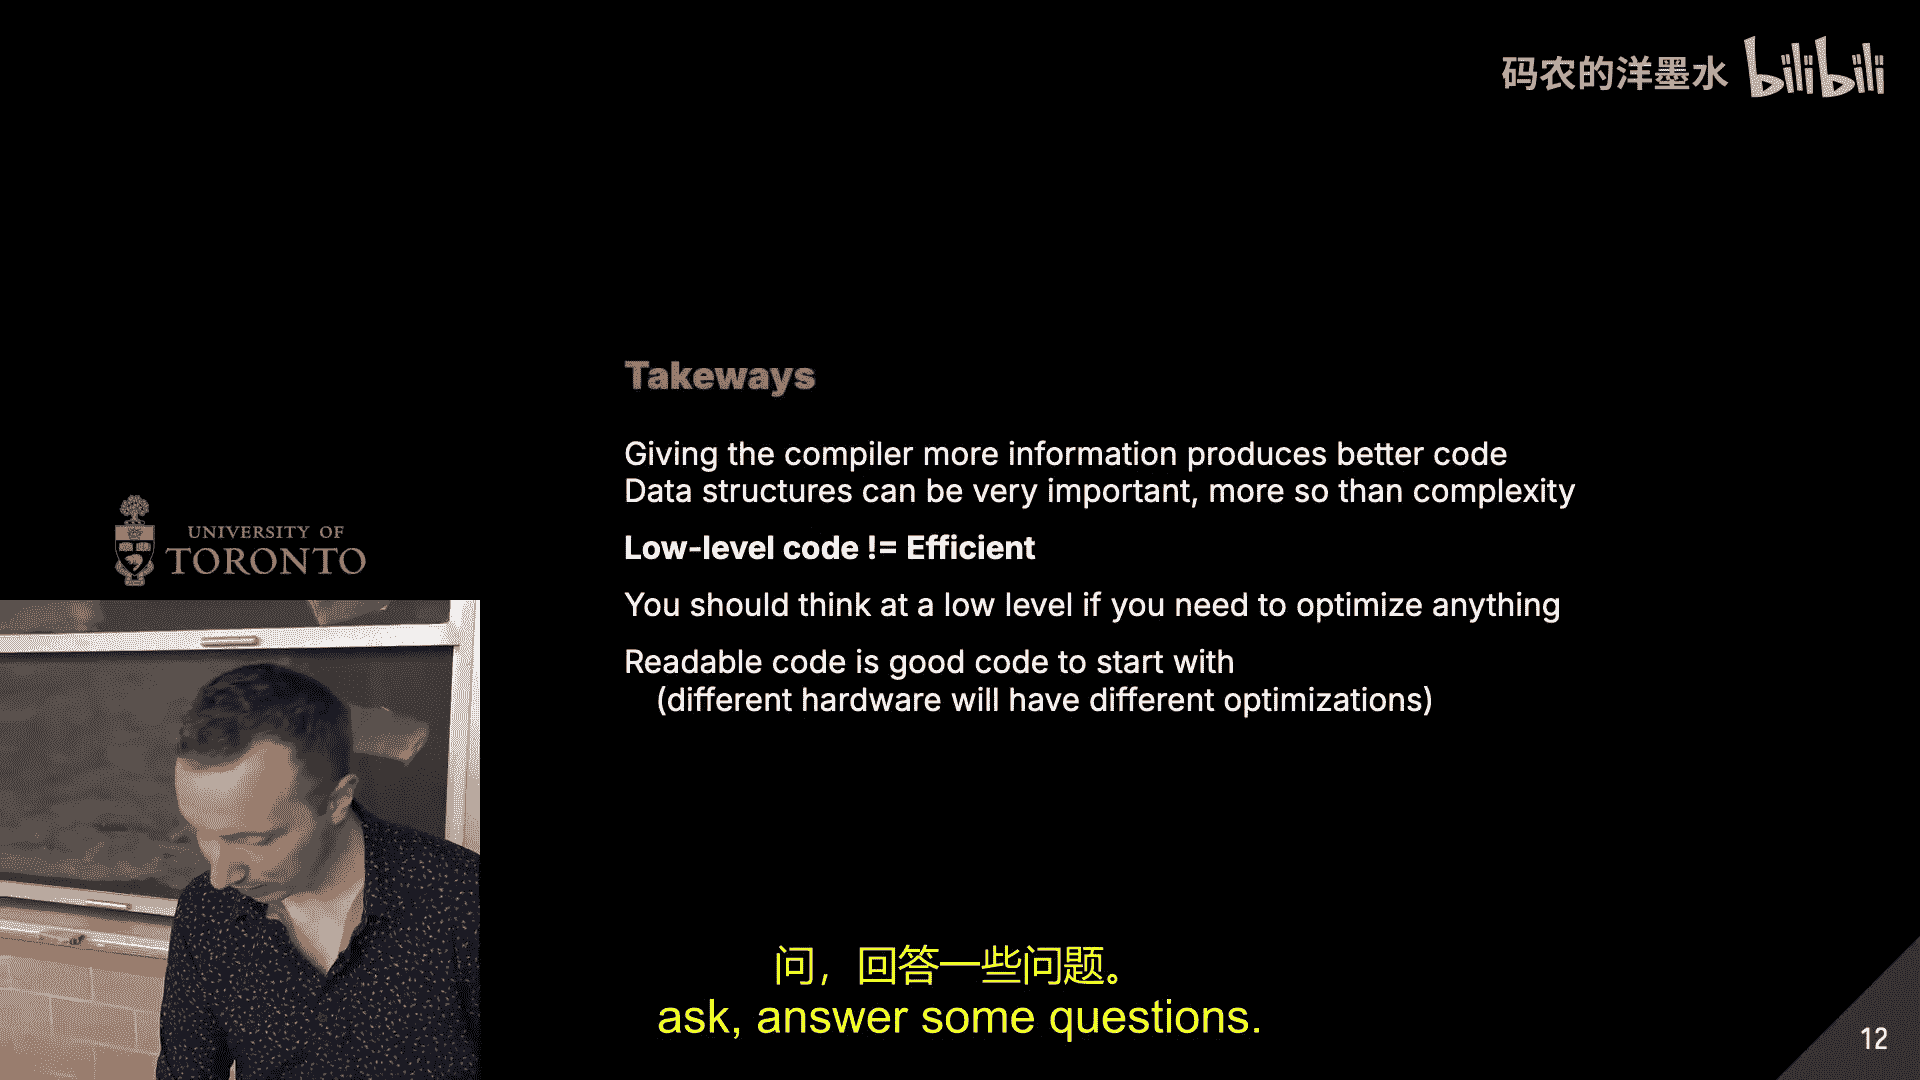 码农的洋墨水 bilibili
Takeways
Giving the compiler more information produces better code
Data structures can be very important, more so than complexity
Low-level code != Efficient
You should think at a low level if you need to optimize anything
Readable code is good code to start with
(different hardware will have different optimizations)
UNIVERSITY OF
TORONTO
问，回答一些问题。
ask, answer some questions.
12